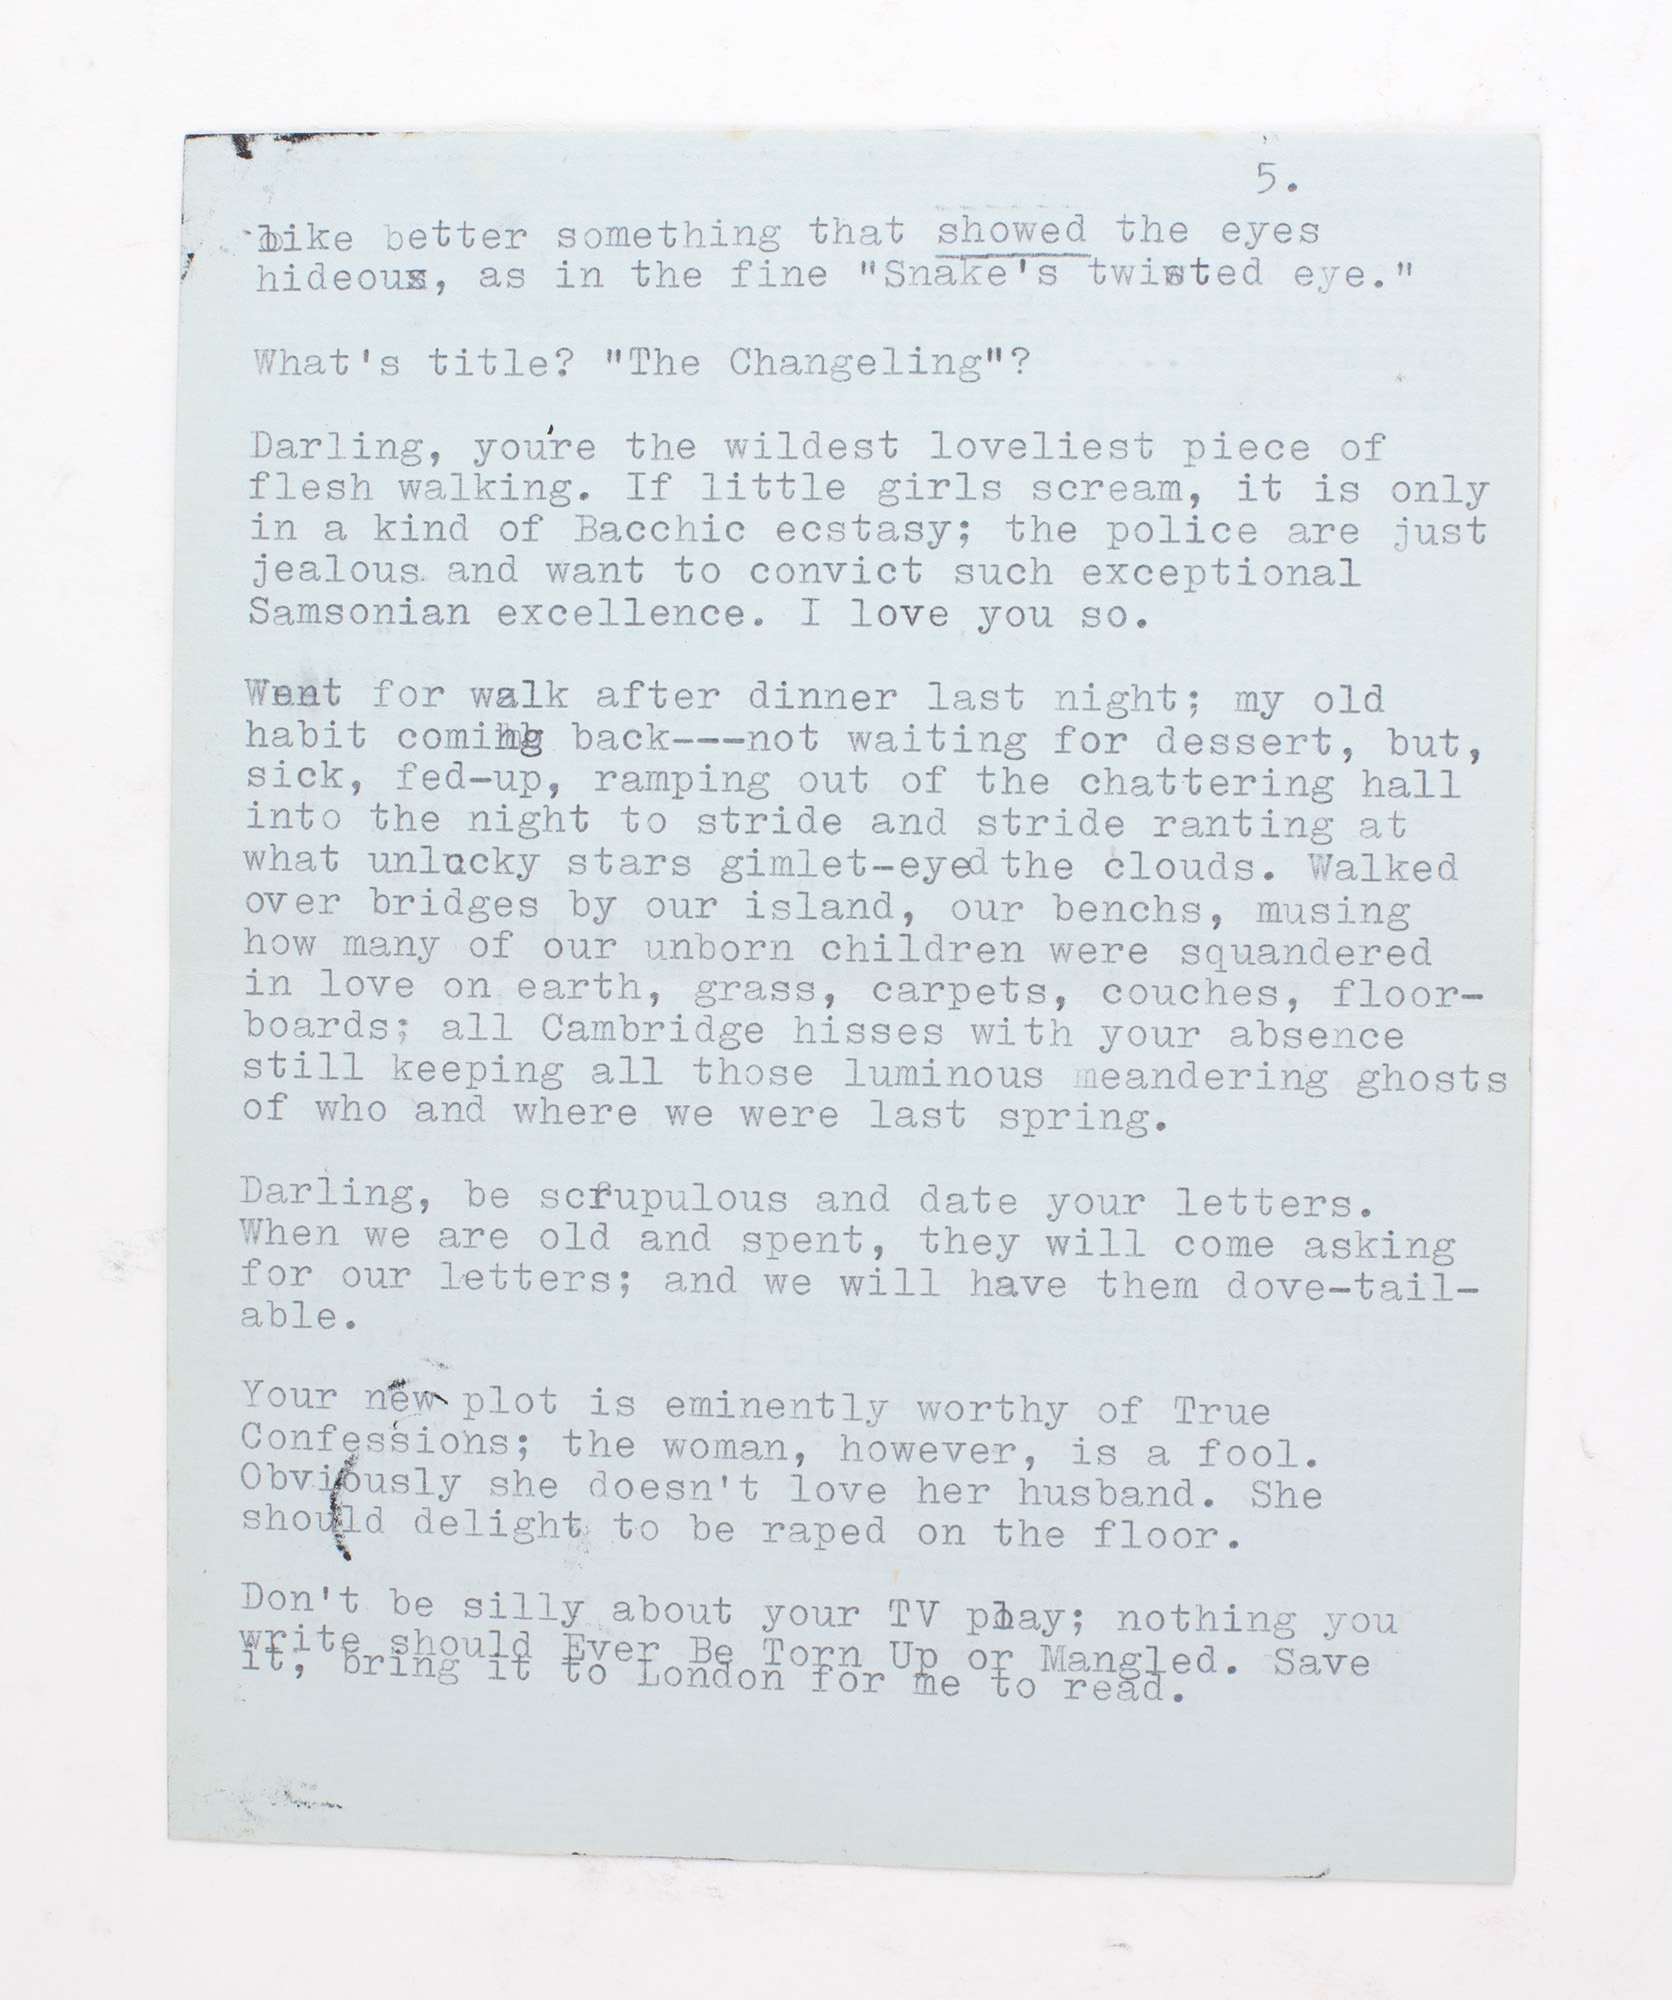 5.
like better something that showed the eyes
hideous, as in the fine "Snake's twisted eye."
What's title? "The Changeling"?
Darling, you're the wildest loveliest piece of
flesh walking. If little girls scream, it is only
in a kind of Bacchic ecstasy; the police are just
jealous and want to convict such exceptional
Samsonian excellence. I love you so.
Went for walk after dinner last night; my old
habit coming back---not waiting for dessert, but,
sick, fed-up, ramping out of the chattering hall
into the night to stride and stride ranting at
what unlucky stars gimlet-eyed the clouds. Walked
over bridges by our island, our benchs, musing
how many of our unborn children were squandered
in love on earth, grass, carpets, couches, floor-
boards; all Cambridge hisses with your absence
still keeping all those luminous meandering ghosts
of who and where we were last spring.
Darling, be scrupulous and date your letters.
When we are old and spent, they will come asking
for our letters; and we will have them dove-tail-
able.
Your new plot is eminently worthy of True
Confessions; the woman, however, is a fool.
Obviously she doesn't love her husband. She
should delight to be raped on the floor.
Don't be silly about your TV play; nothing you
write should Ever Be Torn Up or Mangled. Save
it, bring it to London for me to read.